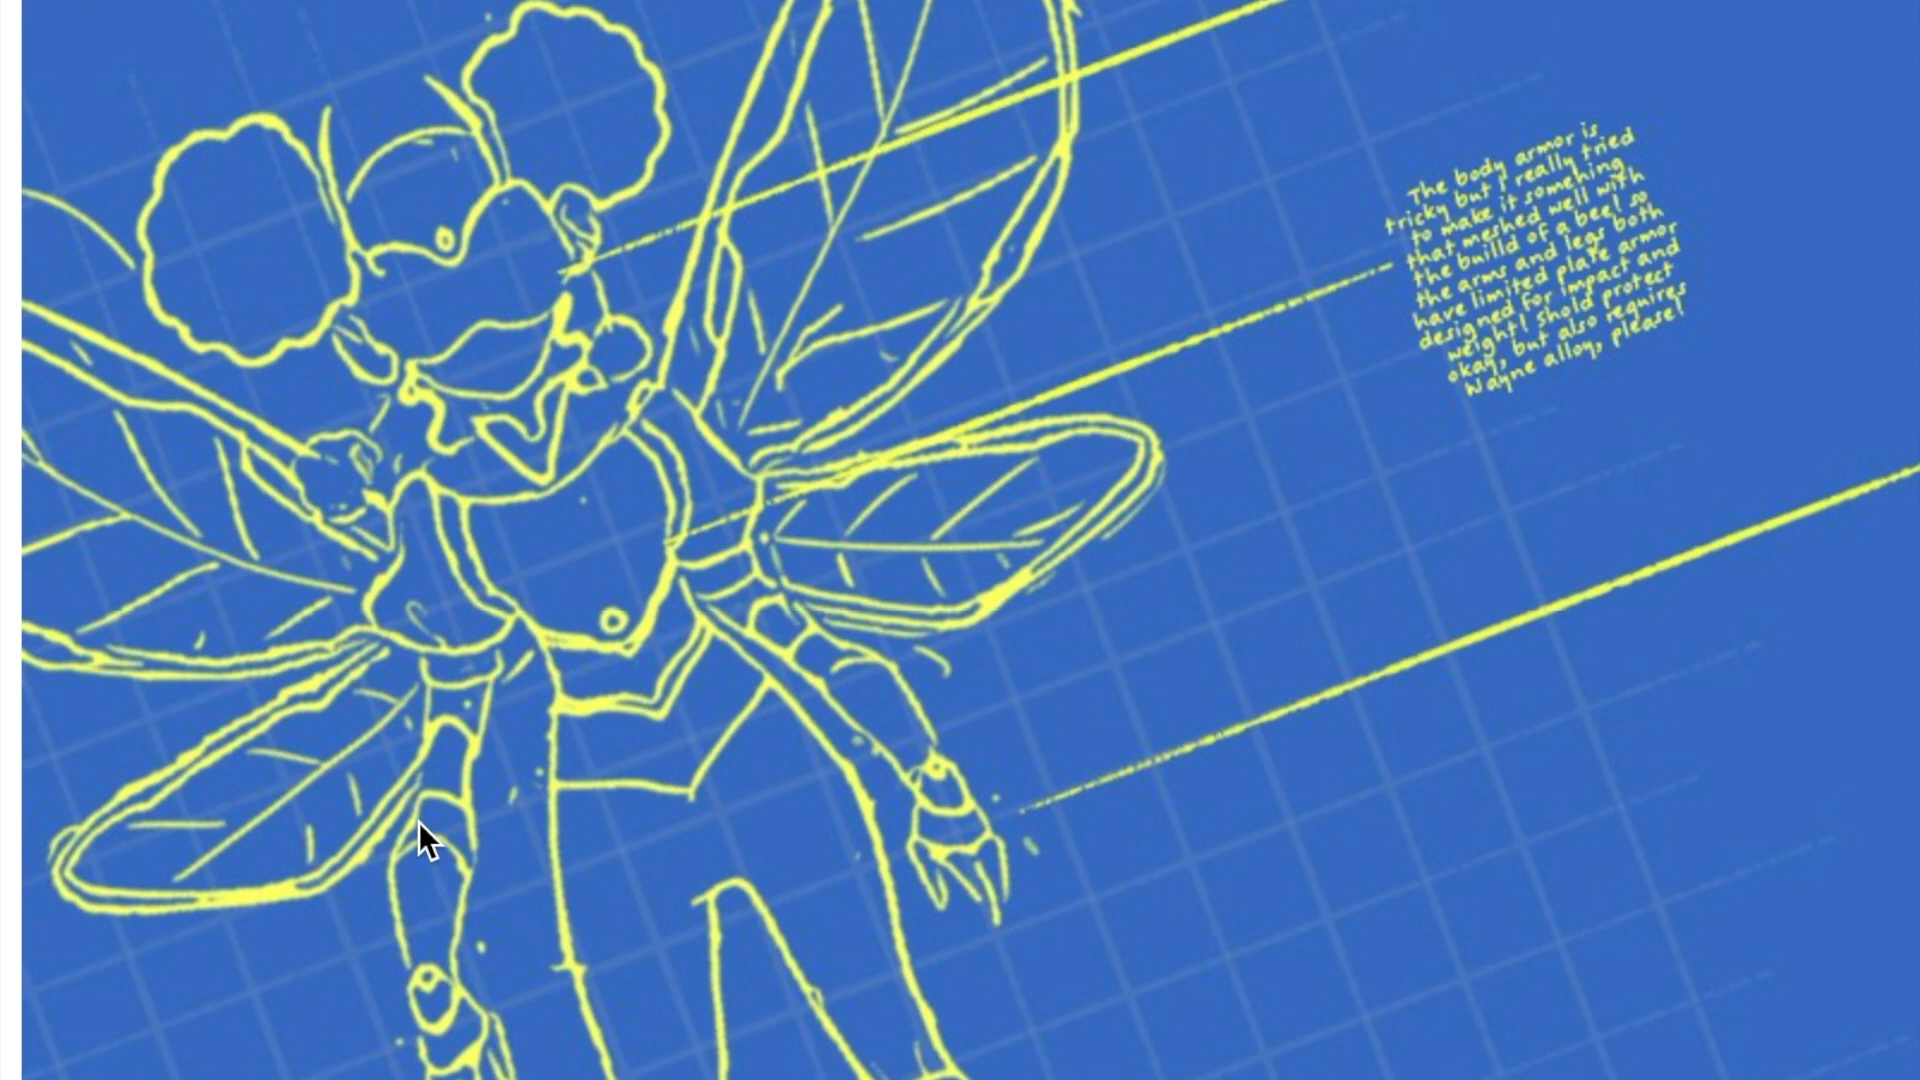 The body armor is
tricky but I really tried
to make it somehing
that meshed well with
the buill of a bee! so
the arms and legs both
have limited plate armor
designed for impact and
weight! Shold protect
okay, but also requires
Wayne alloy, please!